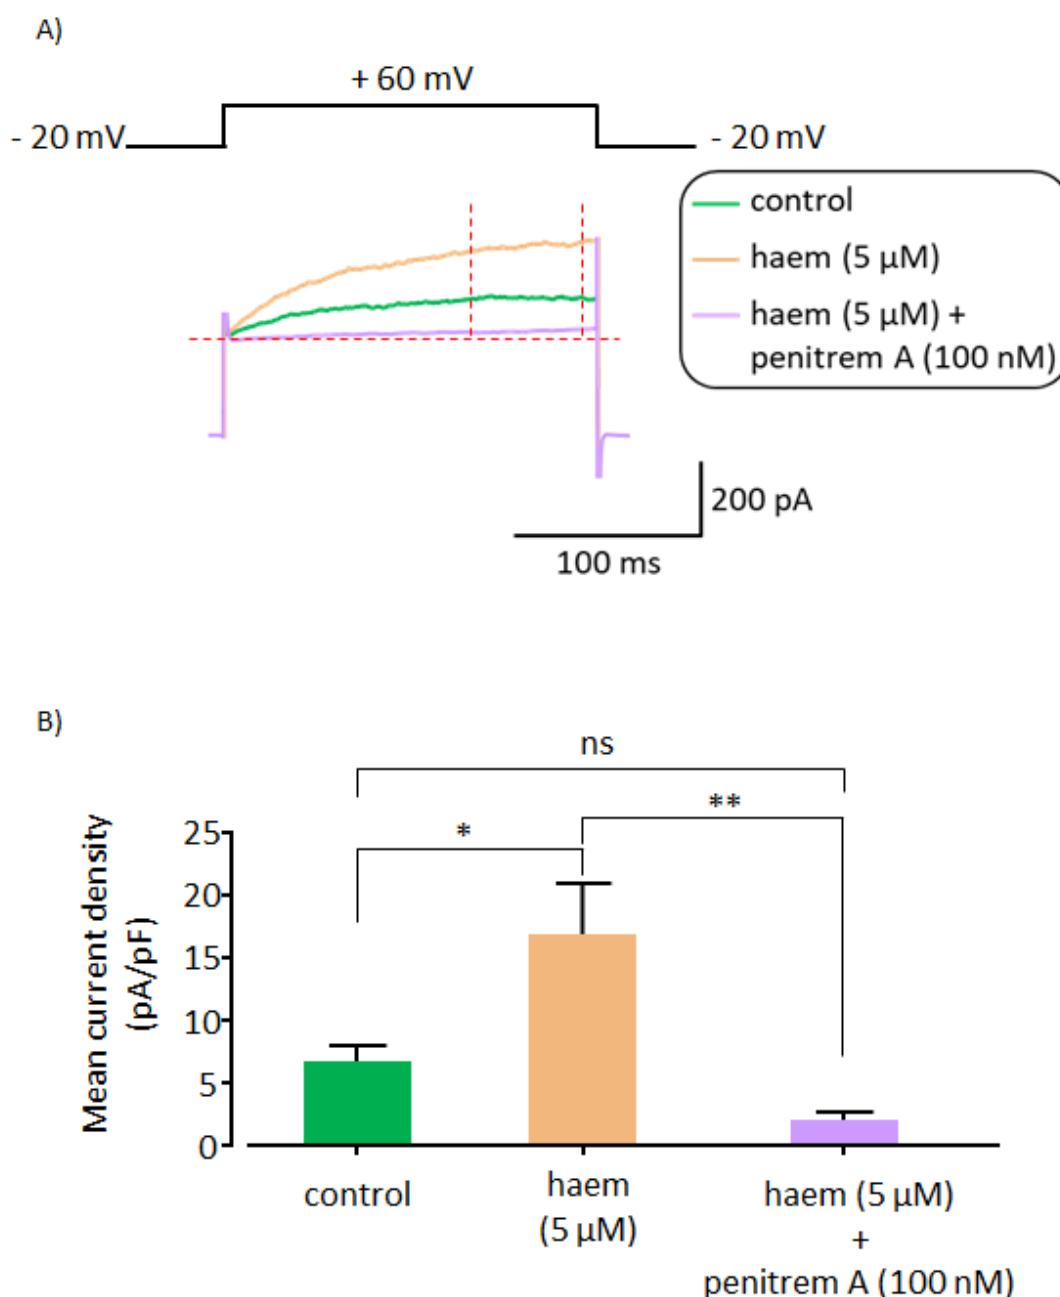 A)
+ 60 mV
- 20 mV
- 20 mV
control
haem (5 µM)
haem (5 µM) +
penitrem A (100 nM)
200 pA
100 ms
B)
ns
**
*
Mean current density
(pA/pF)
25
20
15
10
5
0
control
haem
(5 µM)
haem (5 µM)
+
penitrem A (100 nM)